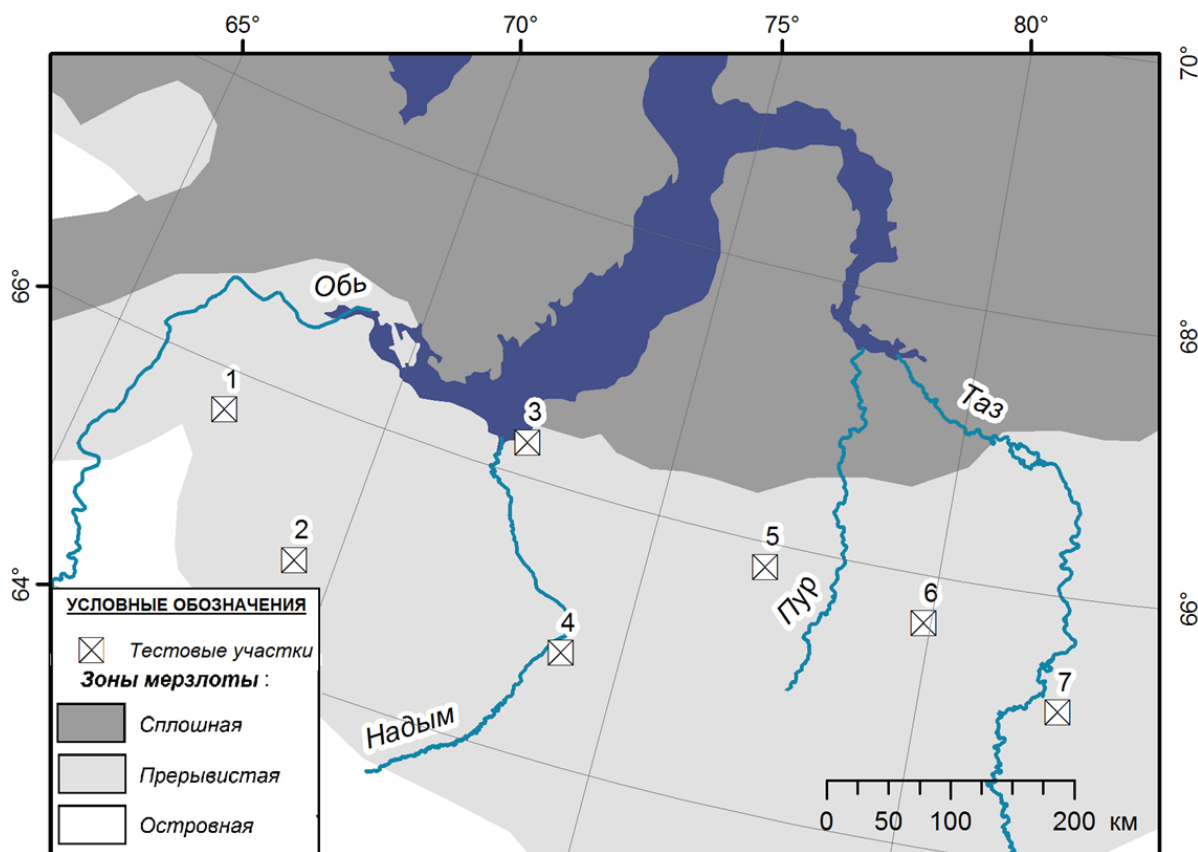 65° 70° 75° 80°
70°
66°
Обь
68°
1
Таз
3
2
5
64°
Пур
6
66°
УСЛОВНЫЕ ОБОЗНАЧЕНИЯ
4
Тестовые участки
Зоны мерзлоты :
7
Сплошная
Надым
Прерывистая
Островная
0 50 100 200 км